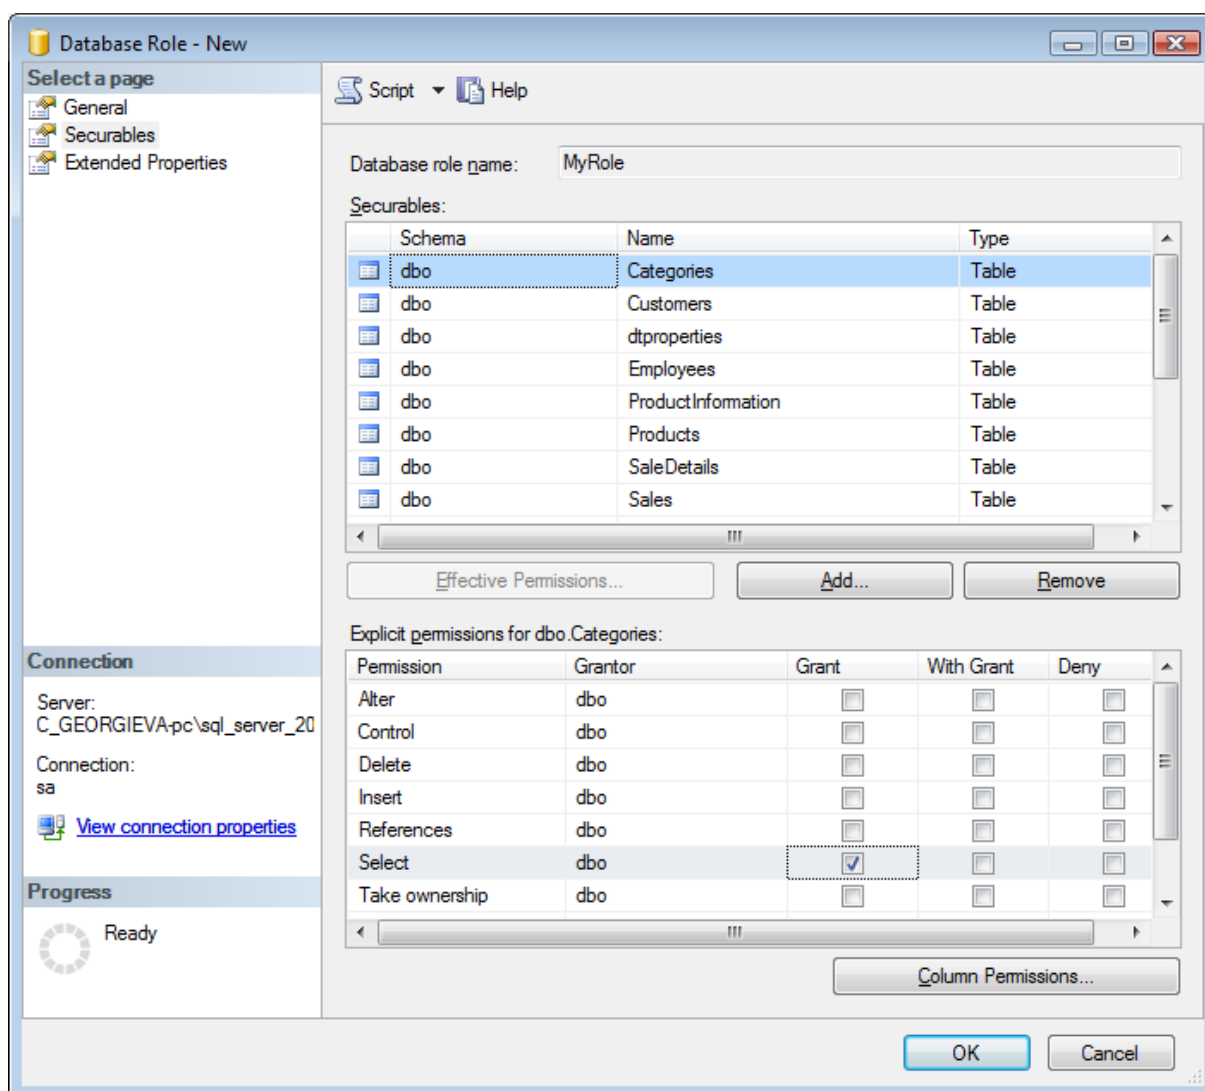 Database Role - New
Select a page
General
Securables
Extended Properties
Script Help
Database role name: MyRole
Securables:
Schema Name Type
dbo Categories Table
dbo Customers Table
dbo dtproperties Table
dbo Employees Table
dbo ProductInformation Table
dbo Products Table
dbo SaleDetails Table
dbo Sales Table
Effective Permissions... Add... Remove
Explicit permissions for dbo.Categories:
Permission Grantor Grant With Grant Deny
Alter dbo
Control dbo
Delete dbo
Insert dbo
References dbo
Select dbo
Take ownership dbo
Column Permissions...
Connection
Server:
C_GEORGIEVA-pc\sql_server_20
Connection:
sa
View connection properties
Progress
Ready
OK Cancel